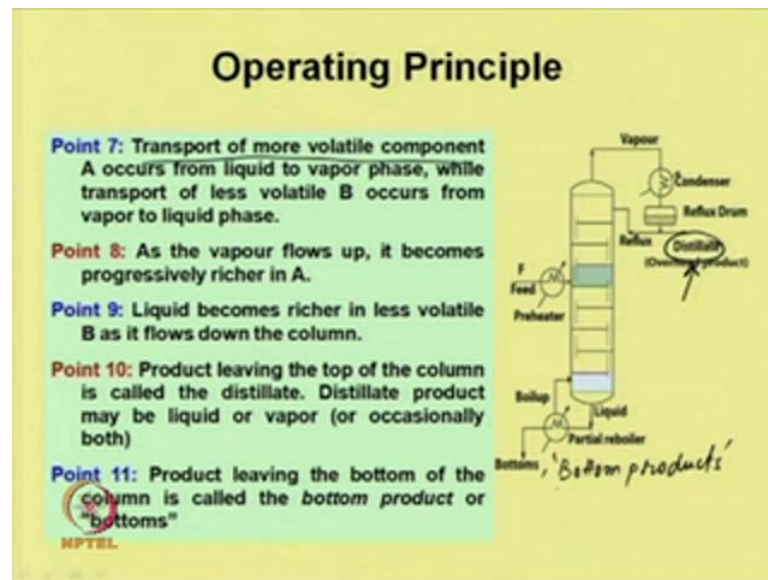 Operating Principle
Point 7: Transport of more volatile component
A occurs from liquid to vapor phase, while
transport of less volatile B occurs from
vapor to liquid phase.
Point 8: As the vapour flows up, it becomes
progressively richer in A.
Point 9: Liquid becomes richer in less volatile
B as it flows down the column.
Point 10: Product leaving the top of the column
is called the distillate. Distillate product
may be liquid or vapor (or occasionally
both)
Point 11: Product leaving the bottom of the
column is called the bottom product or
"bottoms"
NPTEL
Vapour
Condenser
Reflux Drum
Reflux
Distillate
(Overhead product)
F
Feed
Preheater
Boilup
Liquid
Partial reboiler
Bottoms, 'Bottom products'